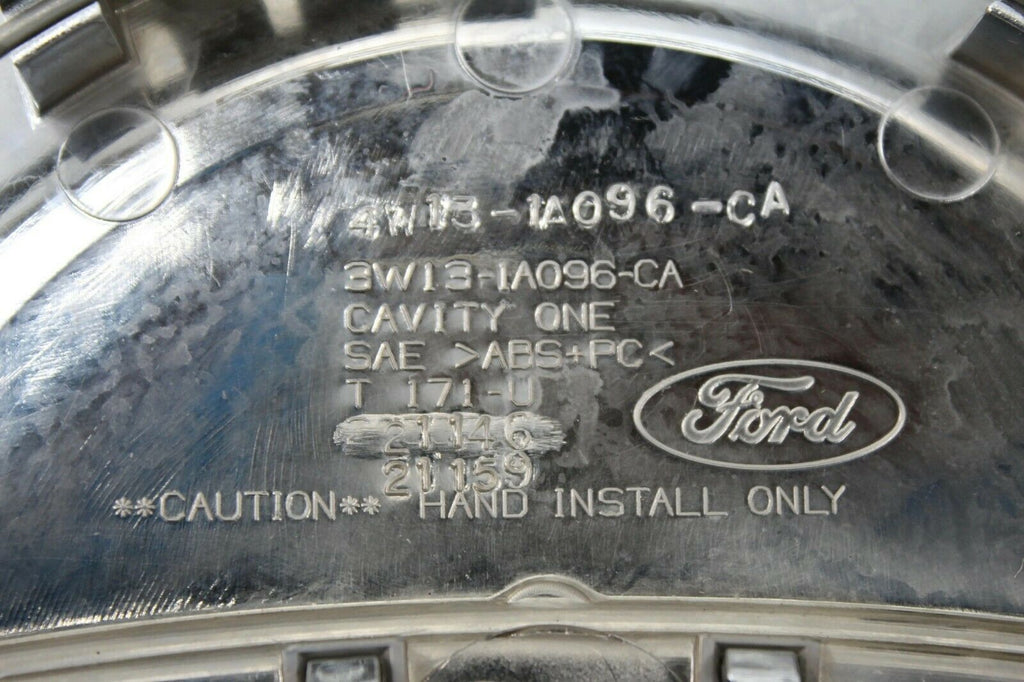 4W13-1A096-CA
3W13-1A096-CA
CAVITY ONE
SAE >ABS+PC<
T 171-U
Ford
21146
21159
**CAUTION** HAND INSTALL ONLY